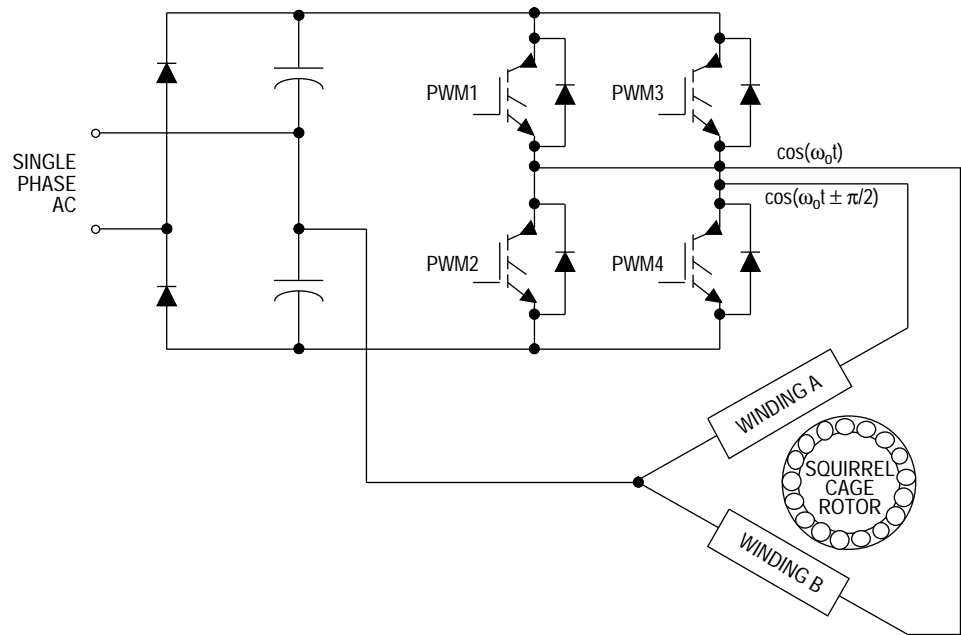 PWM1
PWM3
SINGLE
PHASE
AC
cos(ω₀t)
cos(ω₀t ± π/2)
PWM2
PWM4
WINDING A
SQUIRREL
CAGE
ROTOR
WINDING B